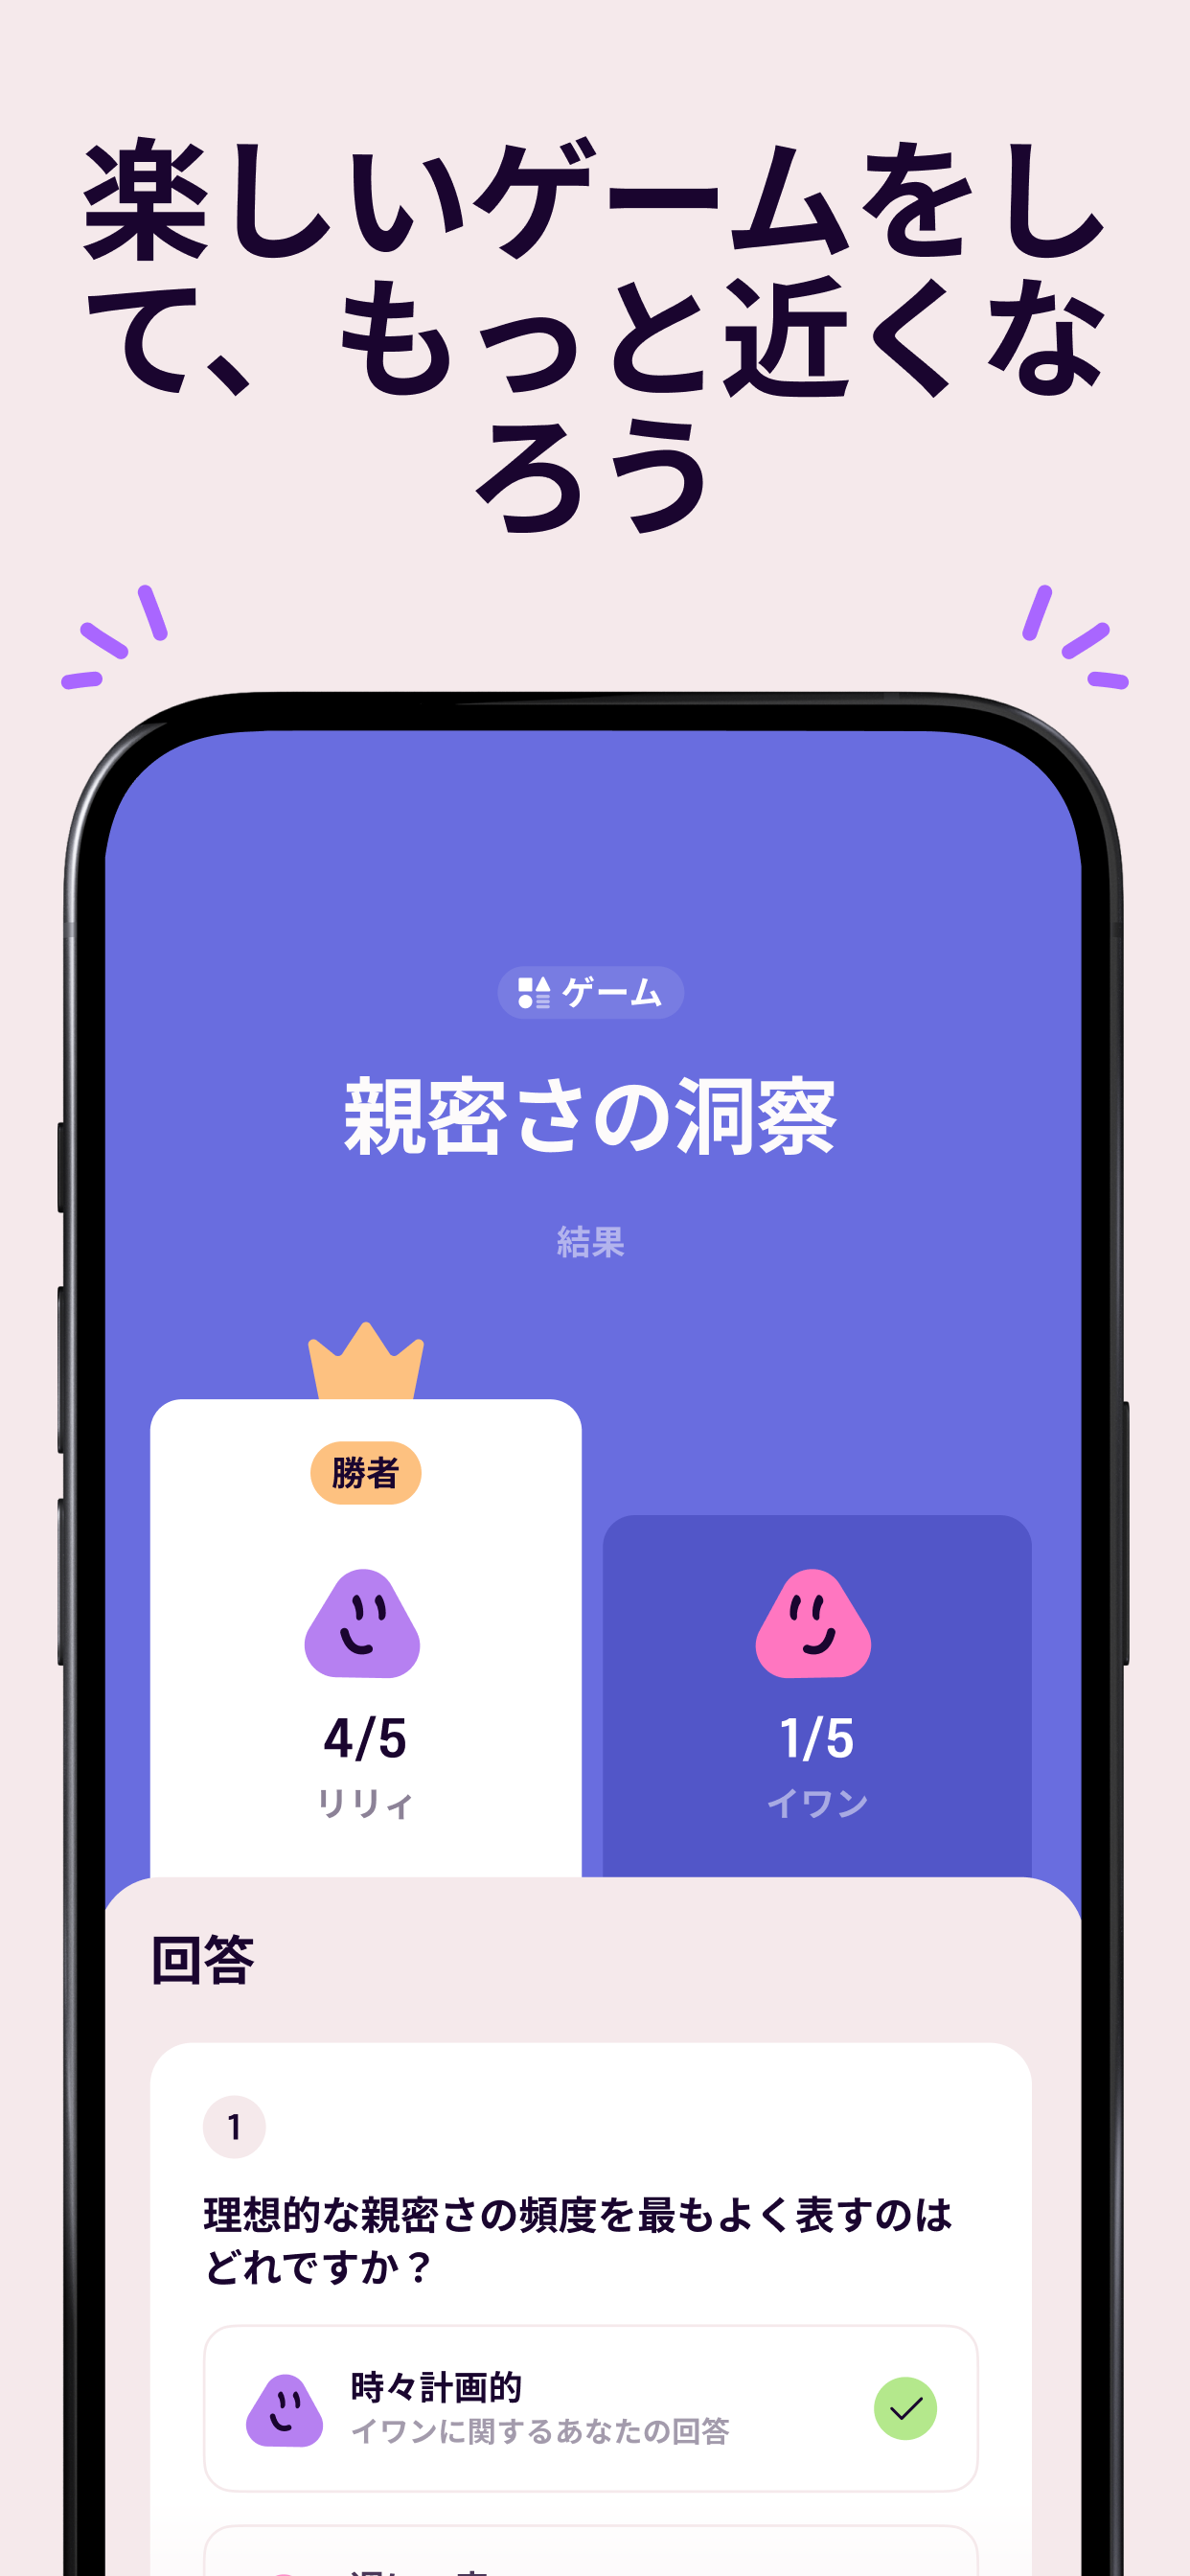 楽しいゲームをし
て、もっと近くな
ろう
ゲーム
親密さの洞察
結果
勝者
4/5
リリィ
1/5
イワン
回答
1
理想的な親密さの頻度を最もよく表すのは
どれですか？
時々計画的
イワンに関するあなたの回答